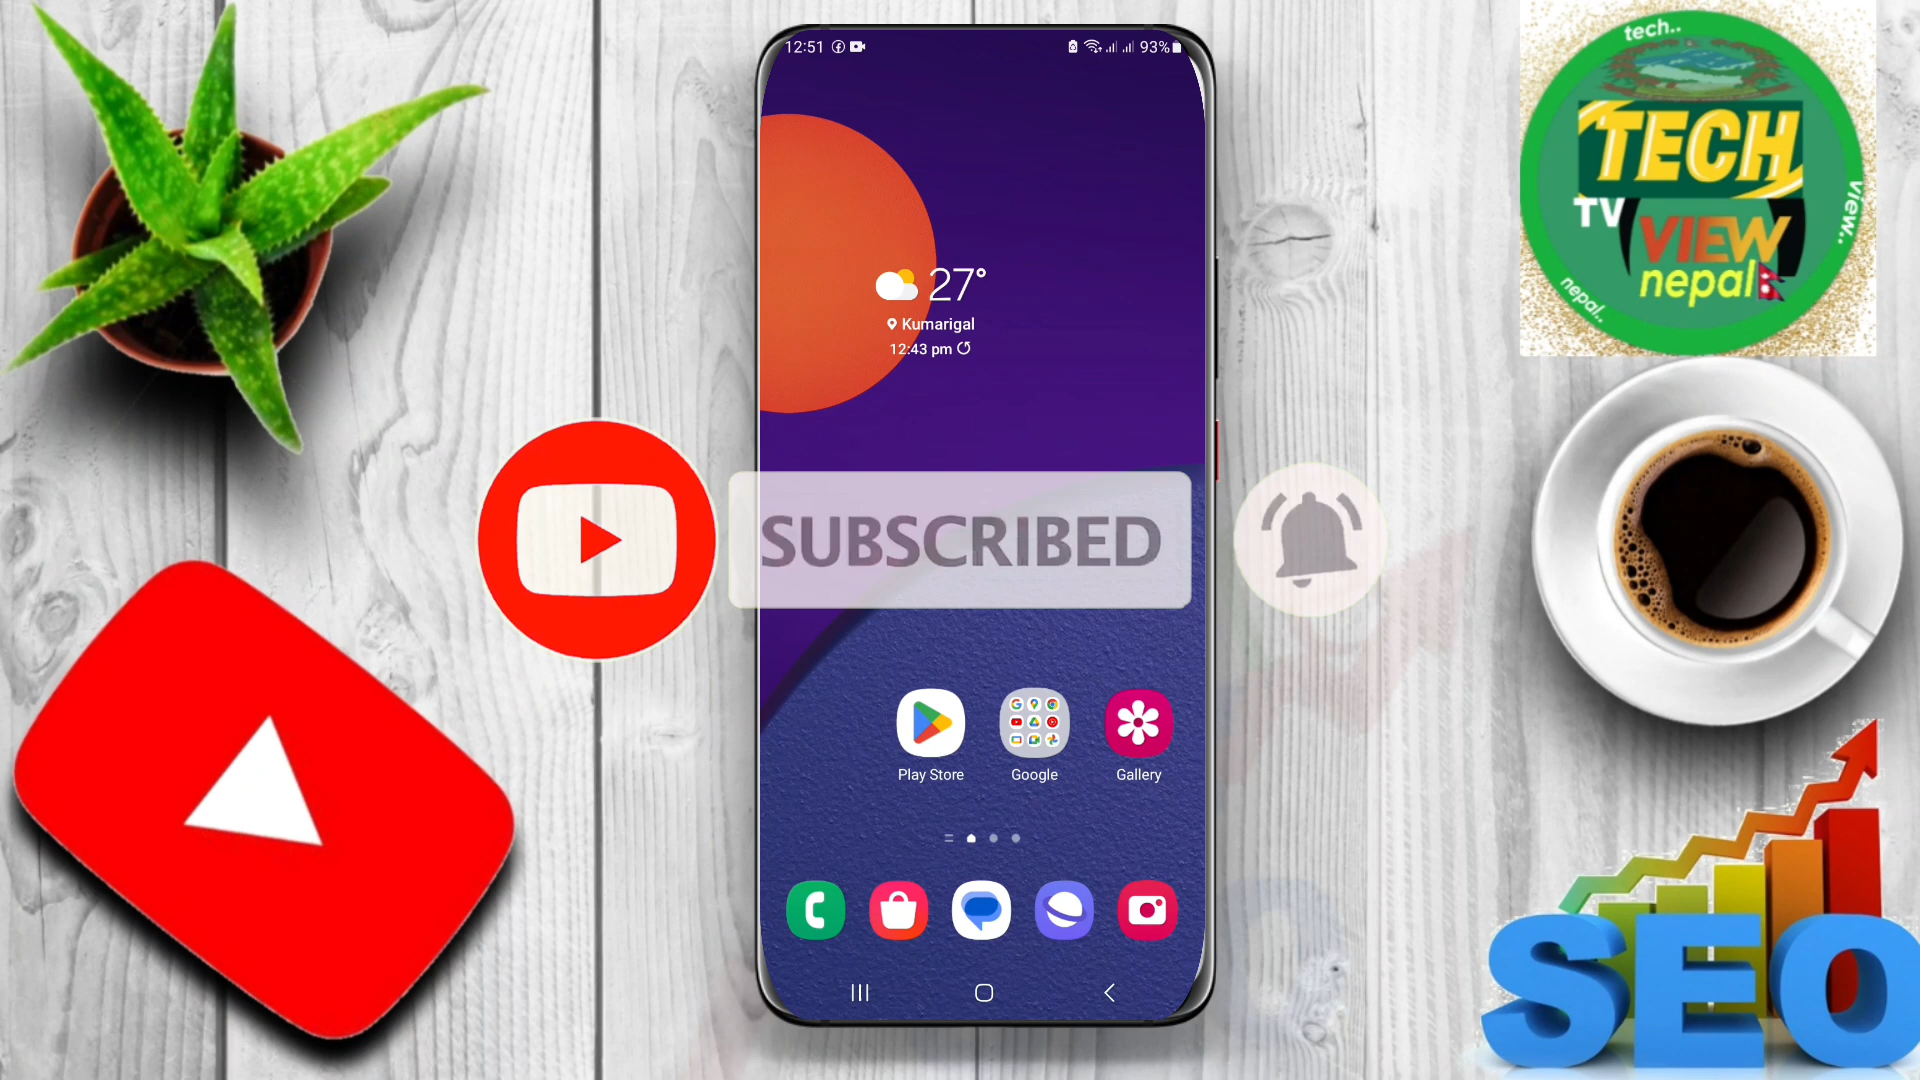 12:51
93%
tech..
TECH
TV
VIEW
nepal
view..
nepal..
27°
Kumarigal
12:43 pm
SUBSCRIBED
Play Store
Google
Gallery
SEO